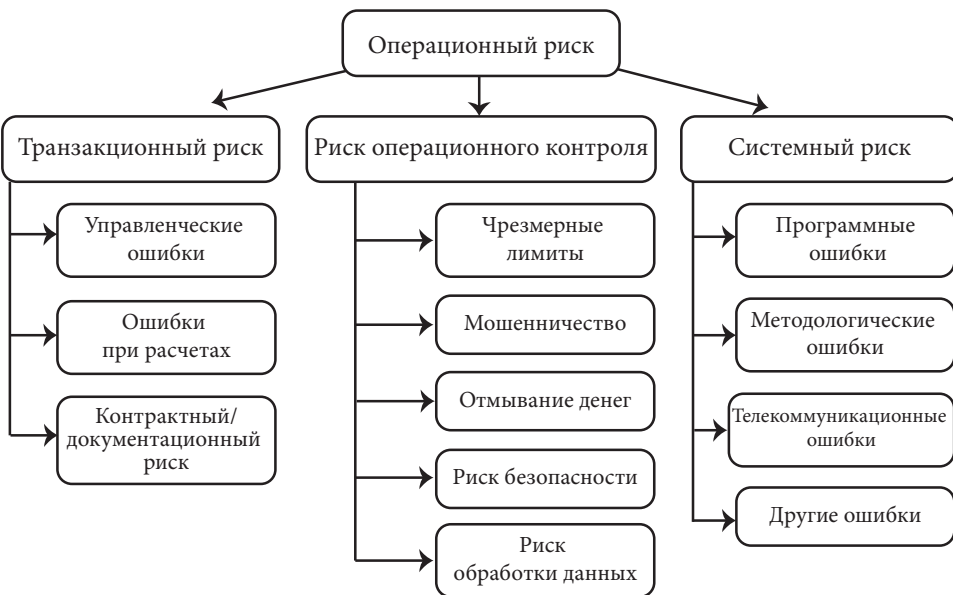 Операционный риск
Транзакционный риск
Управленческие
ошибки
Ошибки
при расчетах
Контрактный/
документационный
риск
Риск операционного контроля
Чрезмерные
лимиты
Мошенничество
Отмывание денег
Риск безопасности
Риск
обработки данных
Системный риск
Программные
ошибки
Методологические
ошибки
Телекоммуникационные
ошибки
Другие ошибки